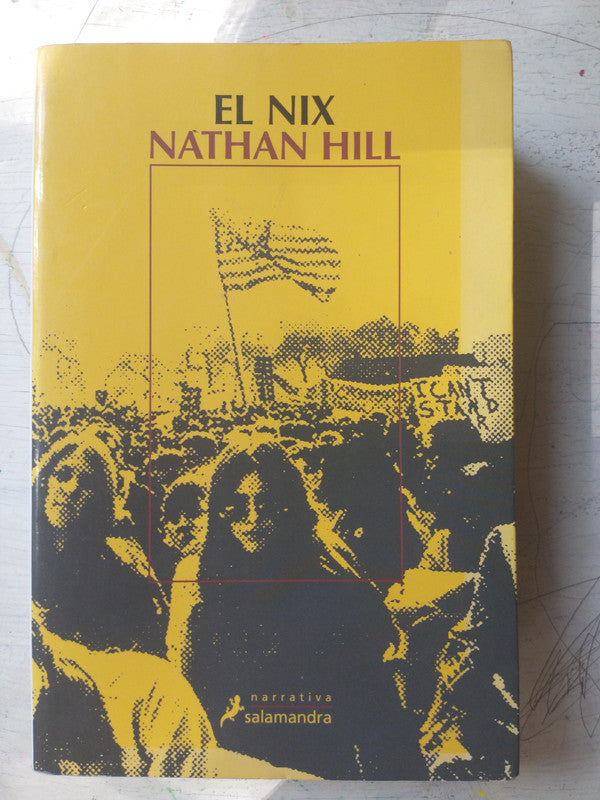 EL NIX
NATHAN HILL
I CAN'T
STAND
narrativa
salamandra